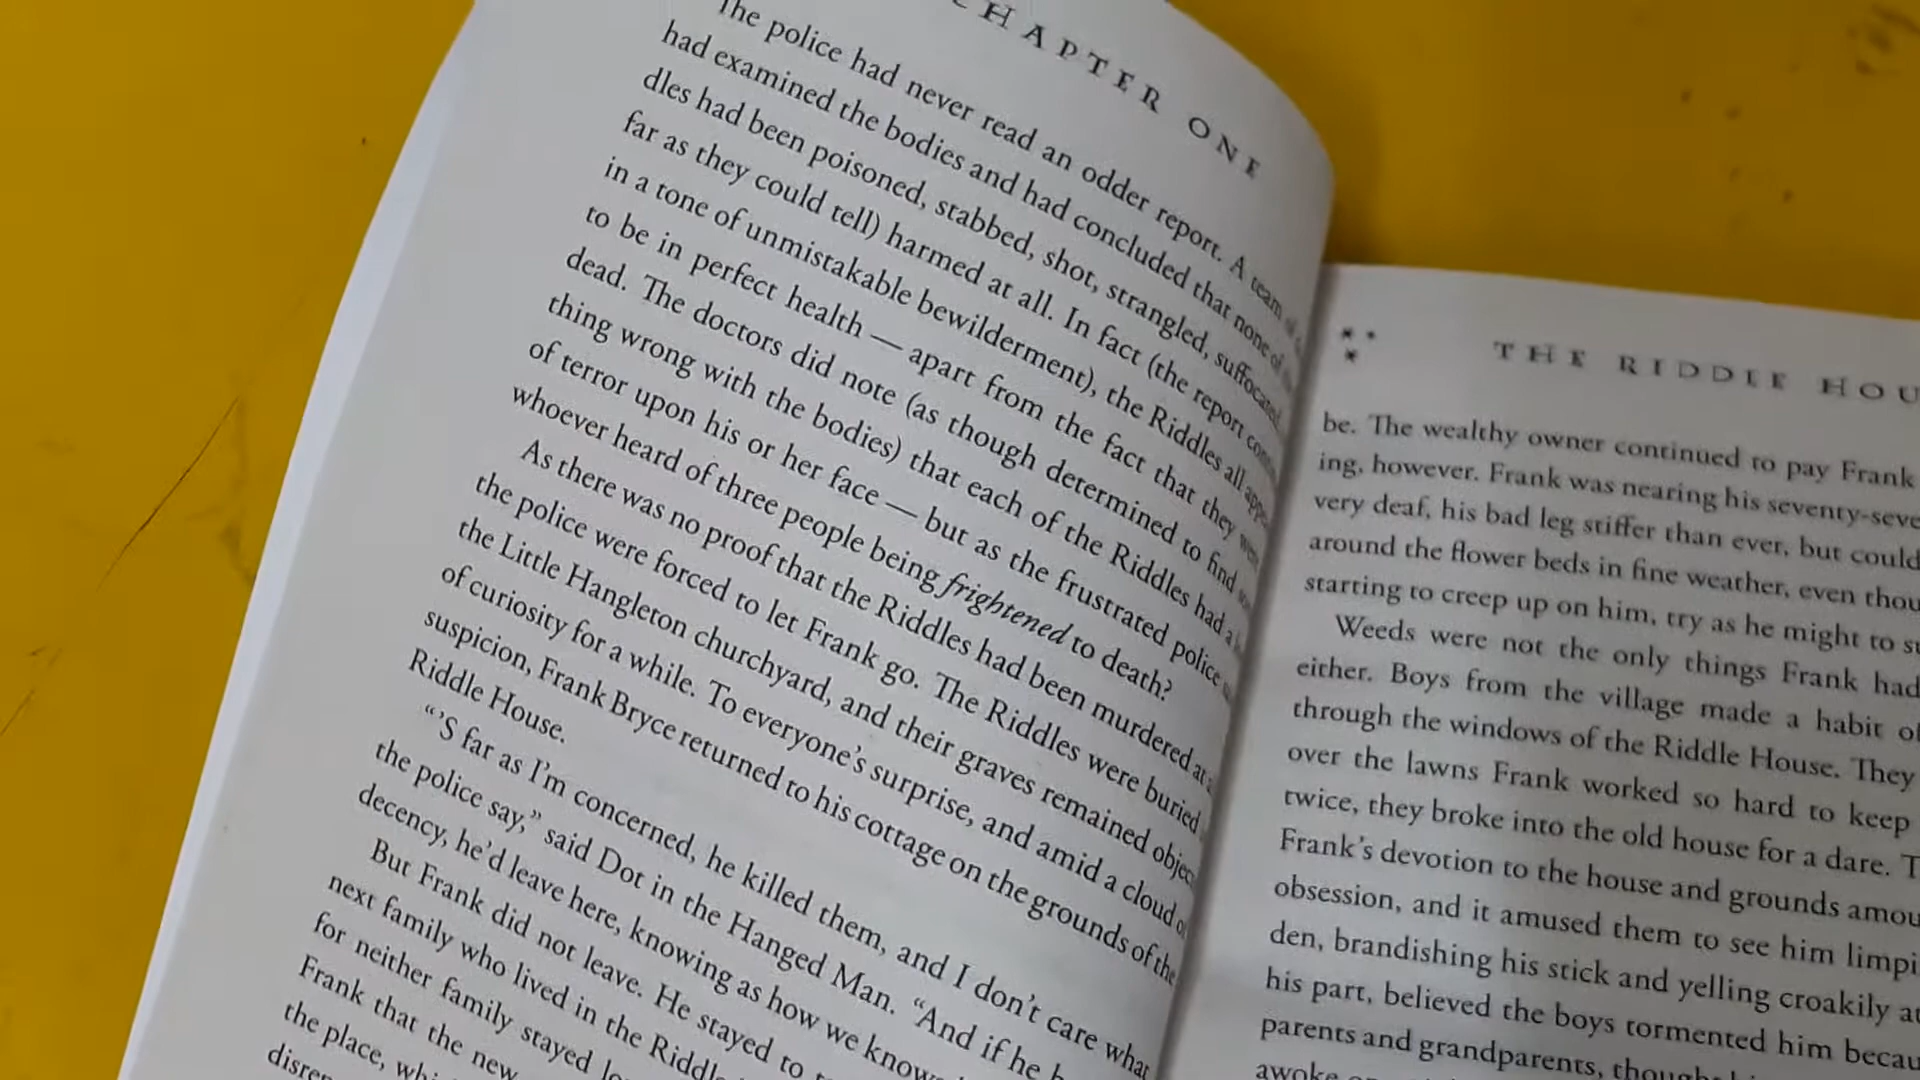 CHAPTER ONE
The police had never read an odder report. A team
had examined the bodies and had concluded that none of
dles had been poisoned, stabbed, shot, strangled, suffocated,
far as they could tell) harmed at all. In fact (the report
in a tone of unmistakable bewilderment), the Riddles all
to be in perfect health — apart from the fact that they were
dead. The doctors did note (as though determined to find
thing wrong with the bodies) that each of the Riddles had a
of terror upon his or her face — but as the frustrated police
whoever heard of three people being frightened to death?
As there was no proof that the Riddles had been murdered at
the police were forced to let Frank go. The Riddles were buried
the Little Hangleton churchyard, and their graves remained
of curiosity for a while. To everyone's surprise, and amid a cloud of
suspicion, Frank Bryce returned to his cottage on the grounds of the
Riddle House.
“’S far as I'm concerned, he killed them, and I don't care what
the police say,” said Dot in the Hanged Man. “And if he
decency, he'd leave here, knowing as how we know
But Frank did not leave. He stayed to
next family who lived in the
for neither family stayed
Frank that the new
the place,
THE RIDDLE
be. The wealthy owner continued to pay Frank
ing, however. Frank was nearing his
very deaf, his bad leg stiffer than ever, but could
around the flower beds in fine weather, even
starting to creep up on him, try as he might to
Weeds were not the only things Frank had
either. Boys from the village made a habit
through the windows of the Riddle House. They
over the lawns Frank worked so hard to keep
twice, they broke into the old house for a dare.
Frank's devotion to the house and grounds
obsession, and it amused them to see him
den, brandishing his stick and yelling croakily
his part, believed the boys tormented him
parents and grandparents,
awoke